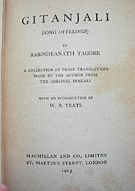 GITANJALI
(SONG OFFERINGS)
BY
RABINDRANATH TAGORE
A COLLECTION OF PROSE TRANSLATIONS
MADE BY THE AUTHOR FROM
THE ORIGINAL BENGALI
WITH AN INTRODUCTION BY
W. B. YEATS
MACMILLAN AND CO., LIMITED
ST. MARTIN'S STREET, LONDON
1913